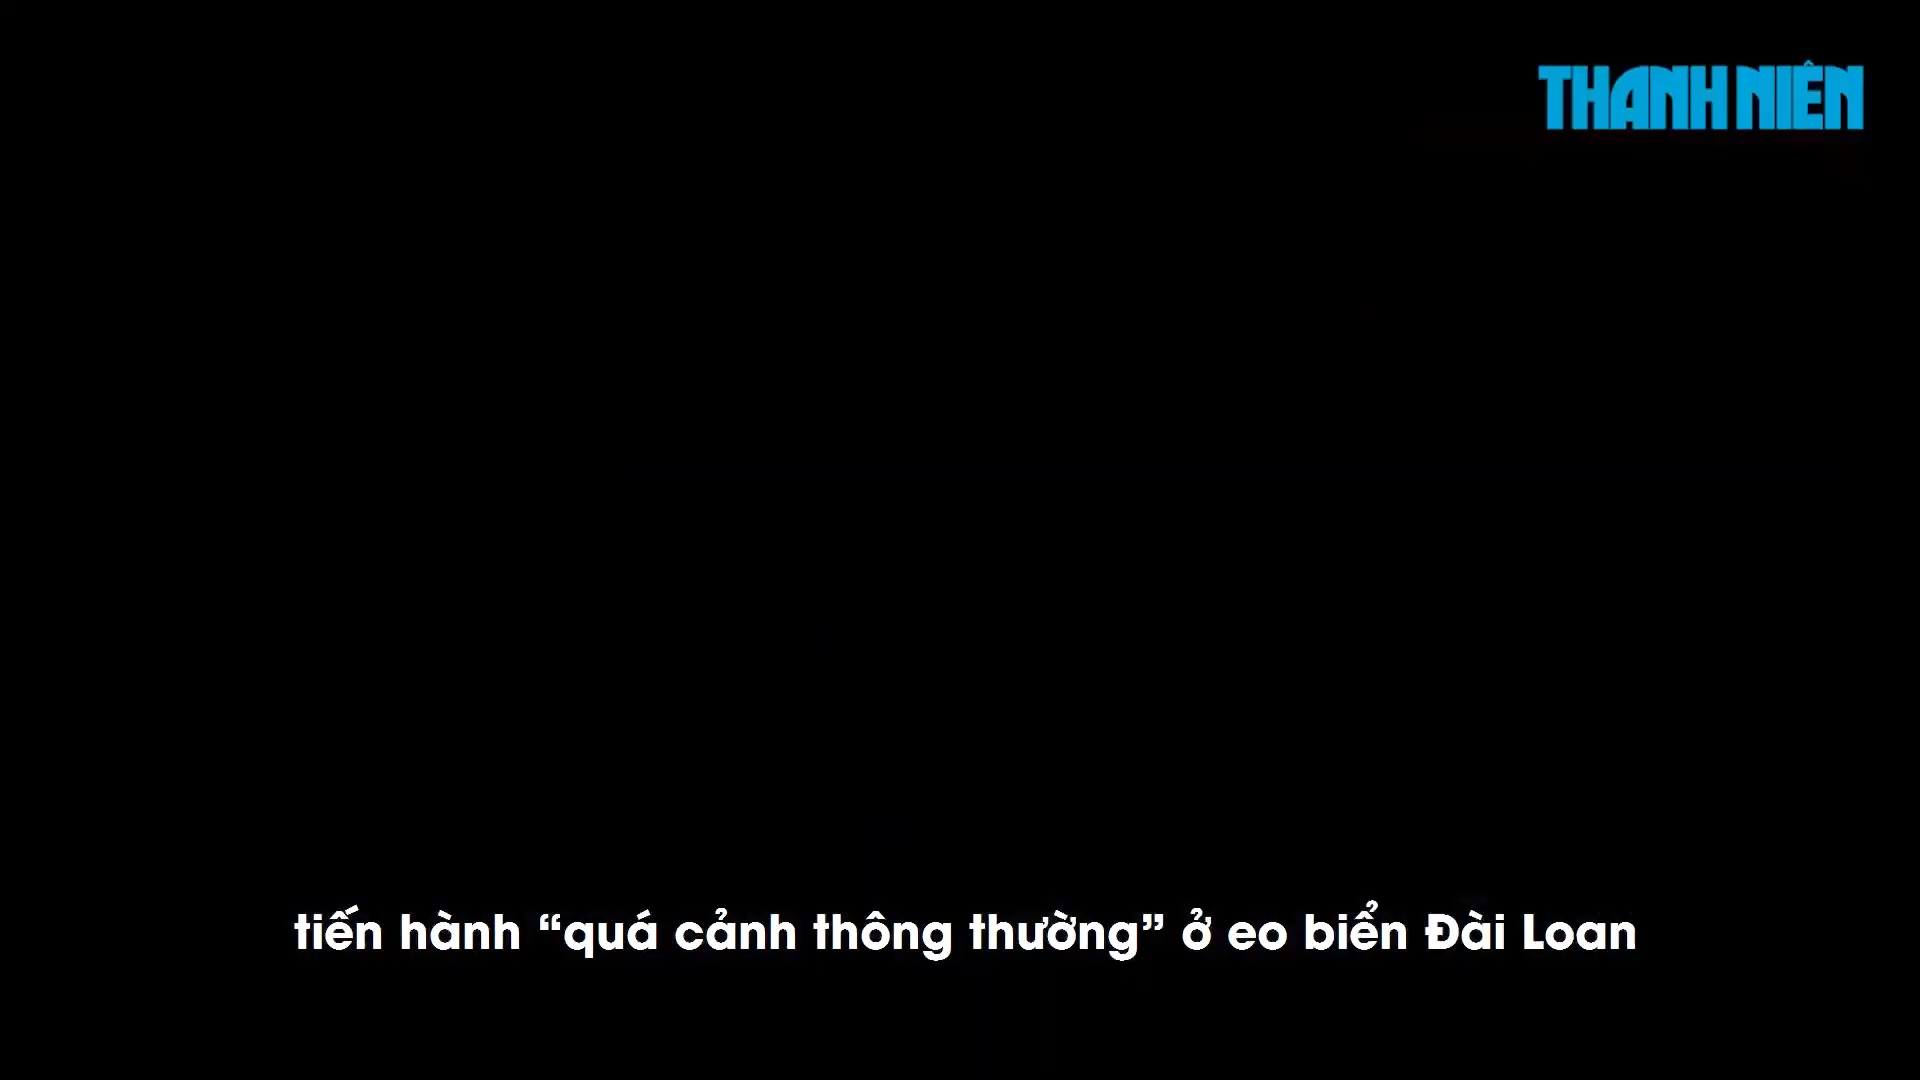 THANH NIÊN
tiến hành “quá cảnh thông thường” ở eo biển Đài Loan